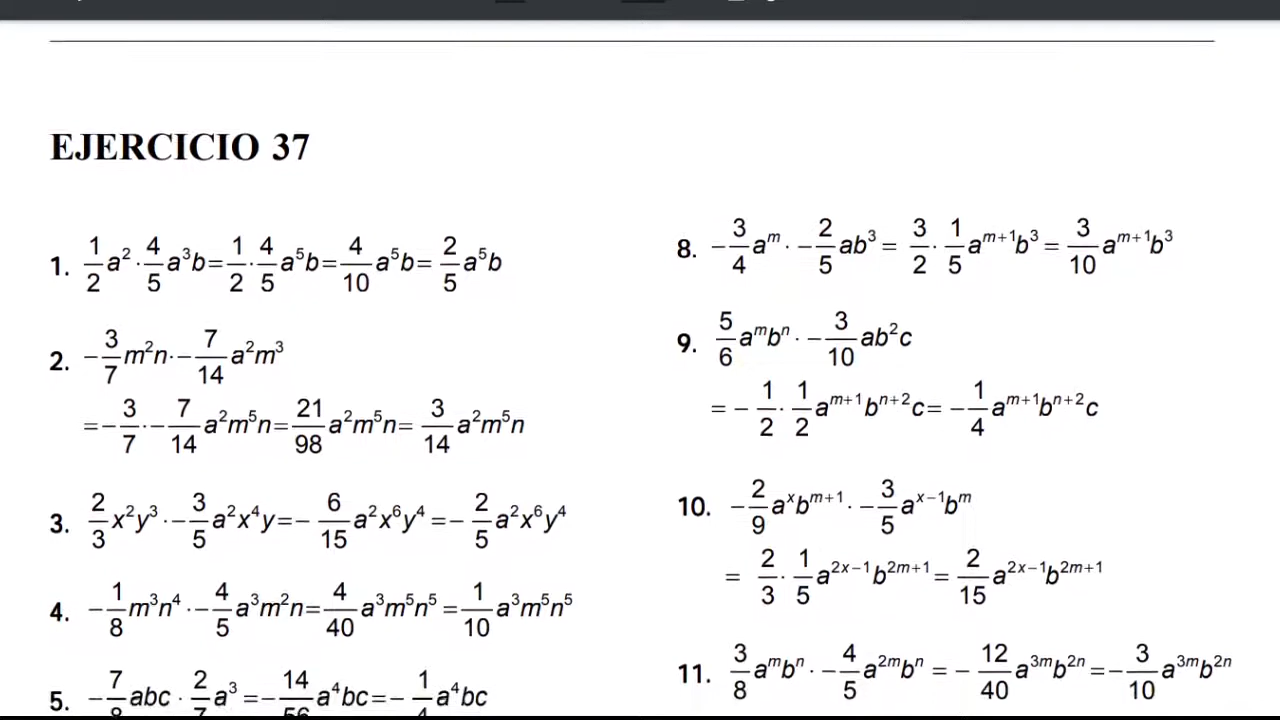 EJERCICIO 37
1. 1/2 a² · 4/5 a³b = 1/2 · 4/5 a⁵b = 4/10 a⁵b = 2/5 a⁵b
2. -3/7 m²n · -7/14 a²m³
= -3/7 · -7/14 a²m⁵n = 21/98 a²m⁵n = 3/14 a²m⁵n
3. 2/3 x²y³ · -3/5 a²x⁴y = -6/15 a²x⁶y⁴ = -2/5 a²x⁶y⁴
4. -1/8 m³n⁴ · -4/5 a³m²n = 4/40 a³m⁵n⁵ = 1/10 a³m⁵n⁵
5. -7/8 abc · 2/7 a³ = -14/56 a⁴bc = -1/4 a⁴bc
8. -3/4 aᵐ · -2/5 ab³ = 3/2 · 1/5 aᵐ⁺¹b³ = 3/10 aᵐ⁺¹b³
9. 5/6 aᵐbⁿ · -3/10 ab²c
= -1/2 · 1/2 aᵐ⁺¹bⁿ⁺²c = -1/4 aᵐ⁺¹bⁿ⁺²c
10. -2/9 aˣbᵐ⁺¹ · -3/5 aˣ⁻¹bᵐ
= 2/3 · 1/5 a²ˣ⁻¹b²ᵐ⁺¹ = 2/15 a²ˣ⁻¹b²ᵐ⁺¹
11. 3/8 aᵐbⁿ · -4/5 a²ᵐbⁿ = -12/40 a³ᵐb²ⁿ = -3/10 a³ᵐb²ⁿ